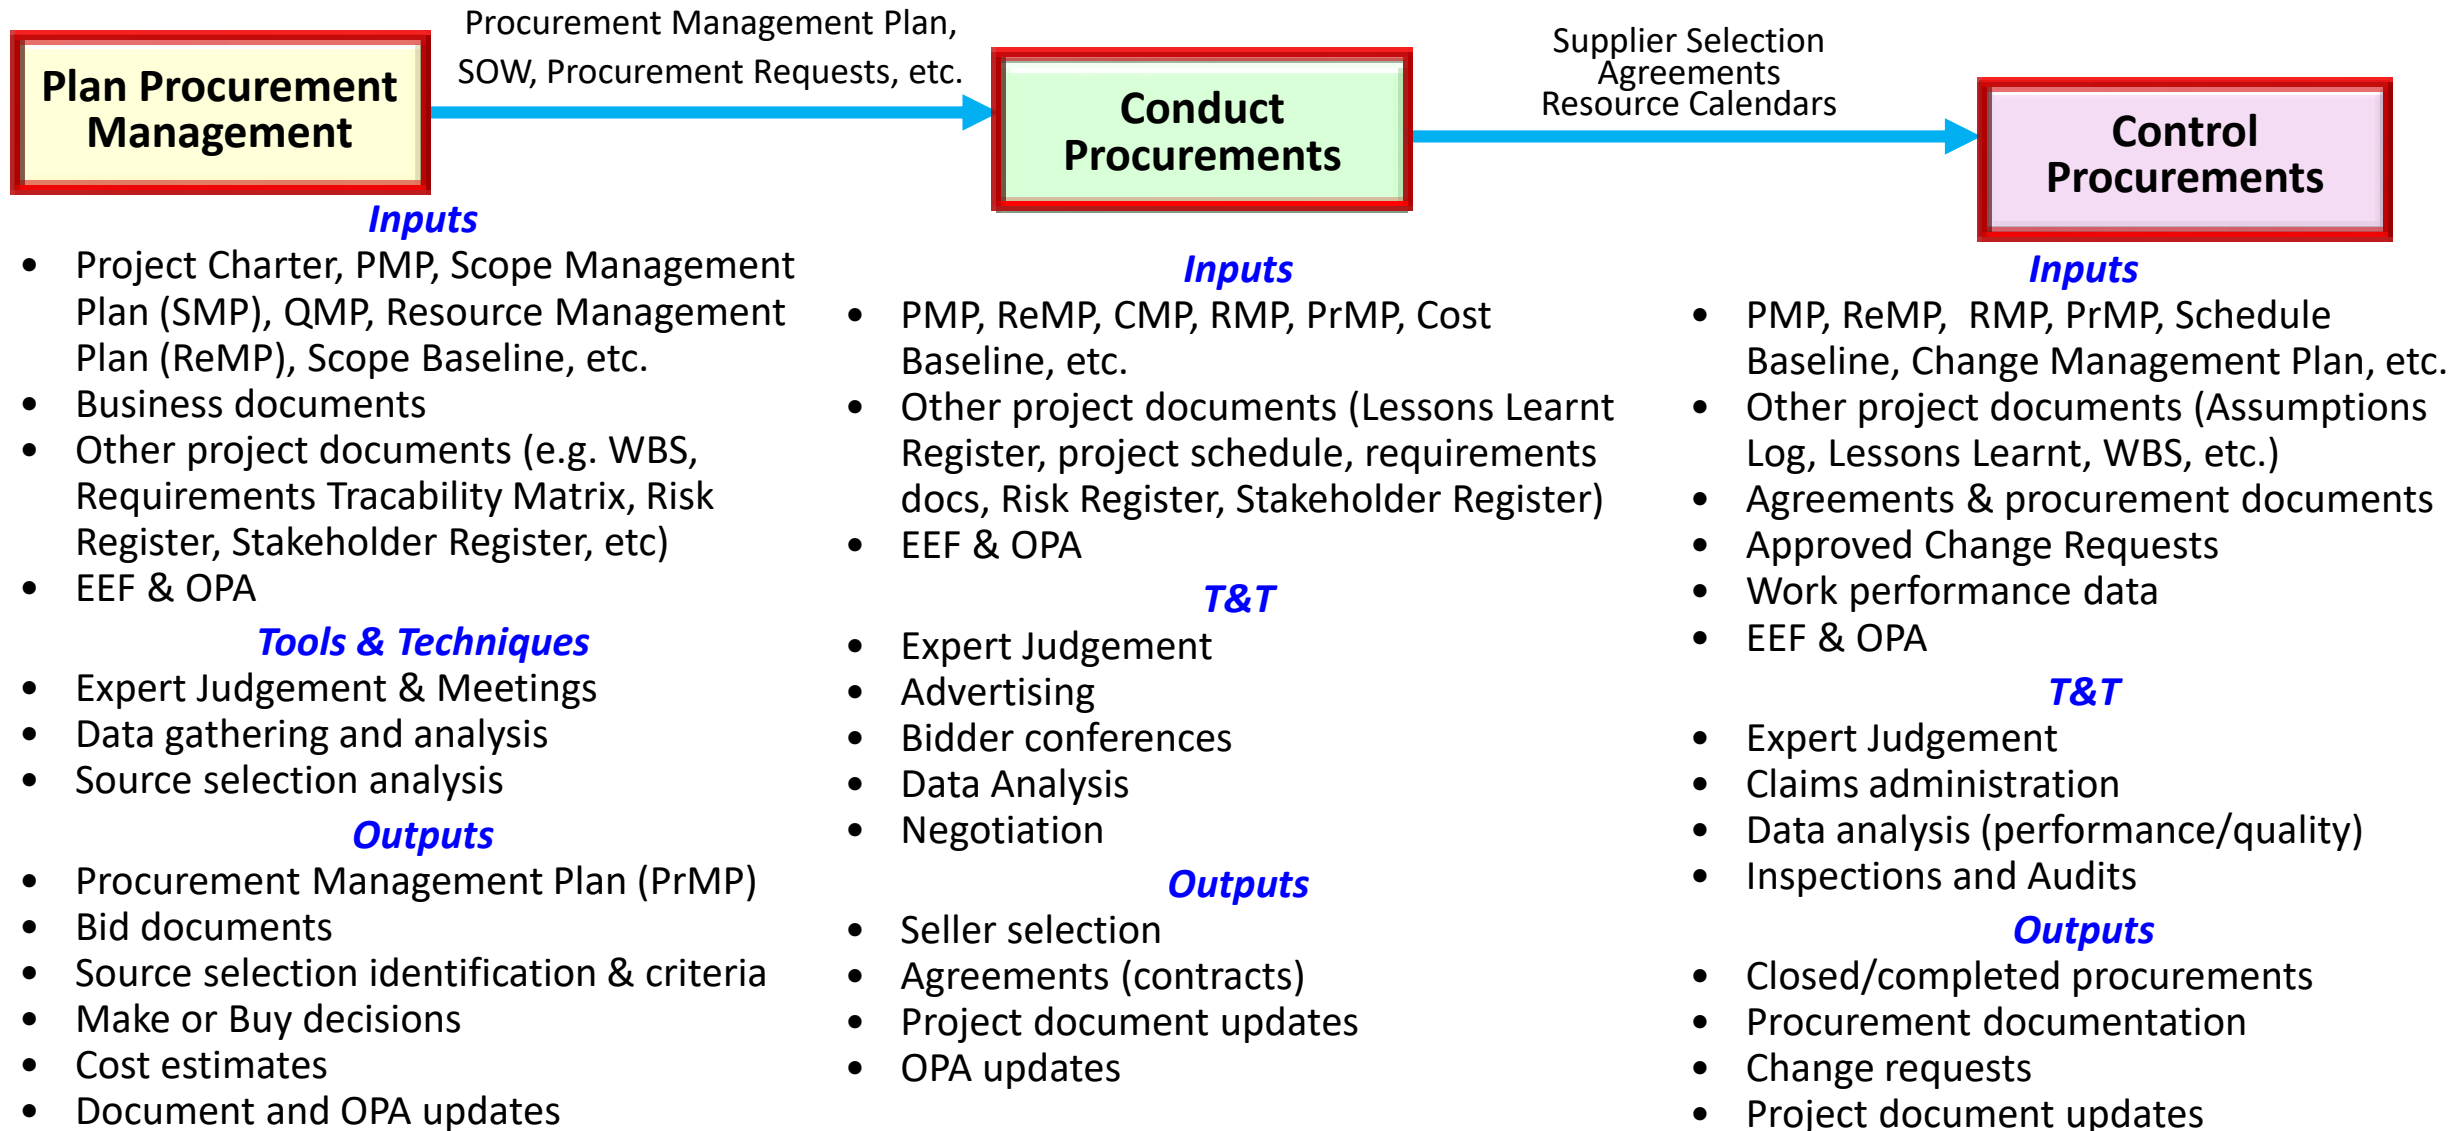 Plan Procurement
Management
Procurement Management Plan,
SOW, Procurement Requests, etc.
Conduct
Procurements
Supplier Selection
Agreements
Resource Calendars
Control
Procurements
Inputs
• Project Charter, PMP, Scope Management
Plan (SMP), QMP, Resource Management
Plan (ReMP), Scope Baseline, etc.
• Business documents
• Other project documents (e.g. WBS,
Requirements Tracability Matrix, Risk
Register, Stakeholder Register, etc)
• EEF & OPA
Tools & Techniques
• Expert Judgement & Meetings
• Data gathering and analysis
• Source selection analysis
Outputs
• Procurement Management Plan (PrMP)
• Bid documents
• Source selection identification & criteria
• Make or Buy decisions
• Cost estimates
• Document and OPA updates
Inputs
• PMP, ReMP, CMP, RMP, PrMP, Cost
Baseline, etc.
• Other project documents (Lessons Learnt
Register, project schedule, requirements
docs, Risk Register, Stakeholder Register)
• EEF & OPA
T&T
• Expert Judgement
• Advertising
• Bidder conferences
• Data Analysis
• Negotiation
Outputs
• Seller selection
• Agreements (contracts)
• Project document updates
• OPA updates
Inputs
• PMP, ReMP, RMP, PrMP, Schedule
Baseline, Change Management Plan, etc.
• Other project documents (Assumptions
Log, Lessons Learnt, WBS, etc.)
• Agreements & procurement documents
• Approved Change Requests
• Work performance data
• EEF & OPA
T&T
• Expert Judgement
• Claims administration
• Data analysis (performance/quality)
• Inspections and Audits
Outputs
• Closed/completed procurements
• Procurement documentation
• Change requests
• Project document updates